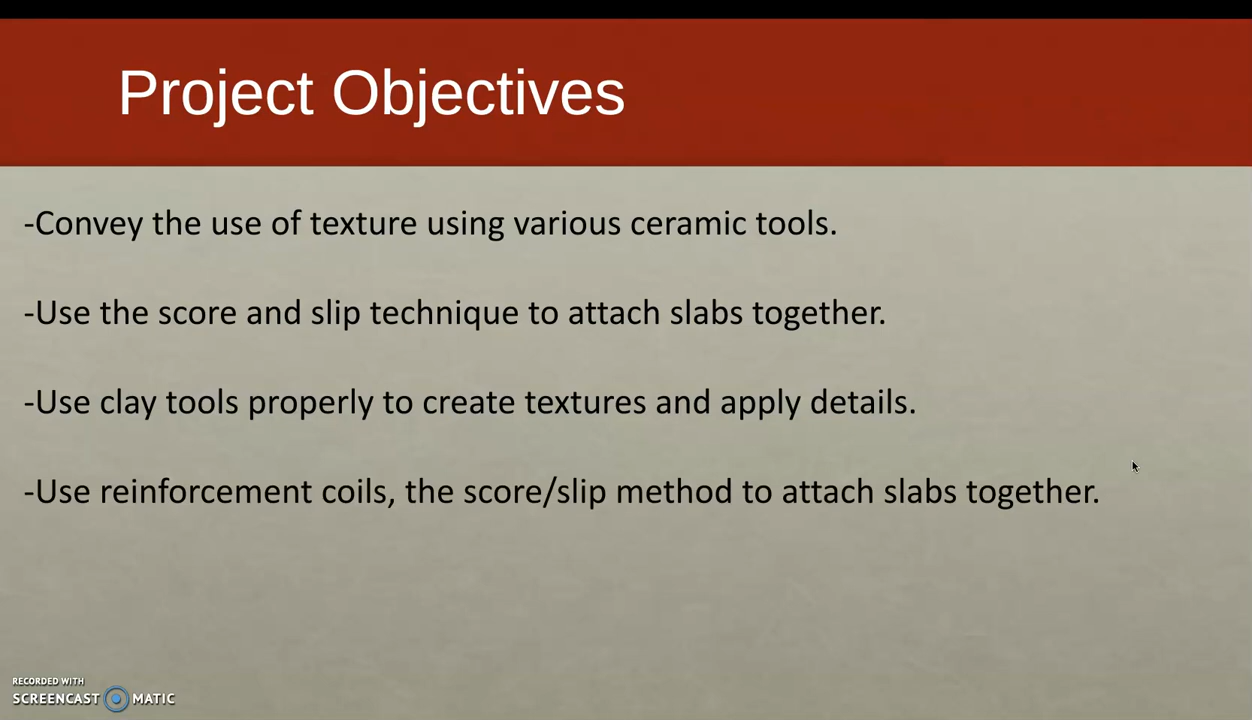 Project Objectives
-Convey the use of texture using various ceramic tools.
-Use the score and slip technique to attach slabs together.
-Use clay tools properly to create textures and apply details.
-Use reinforcement coils, the score/slip method to attach slabs together.
RECORDED WITH
SCREENCAST MATIC